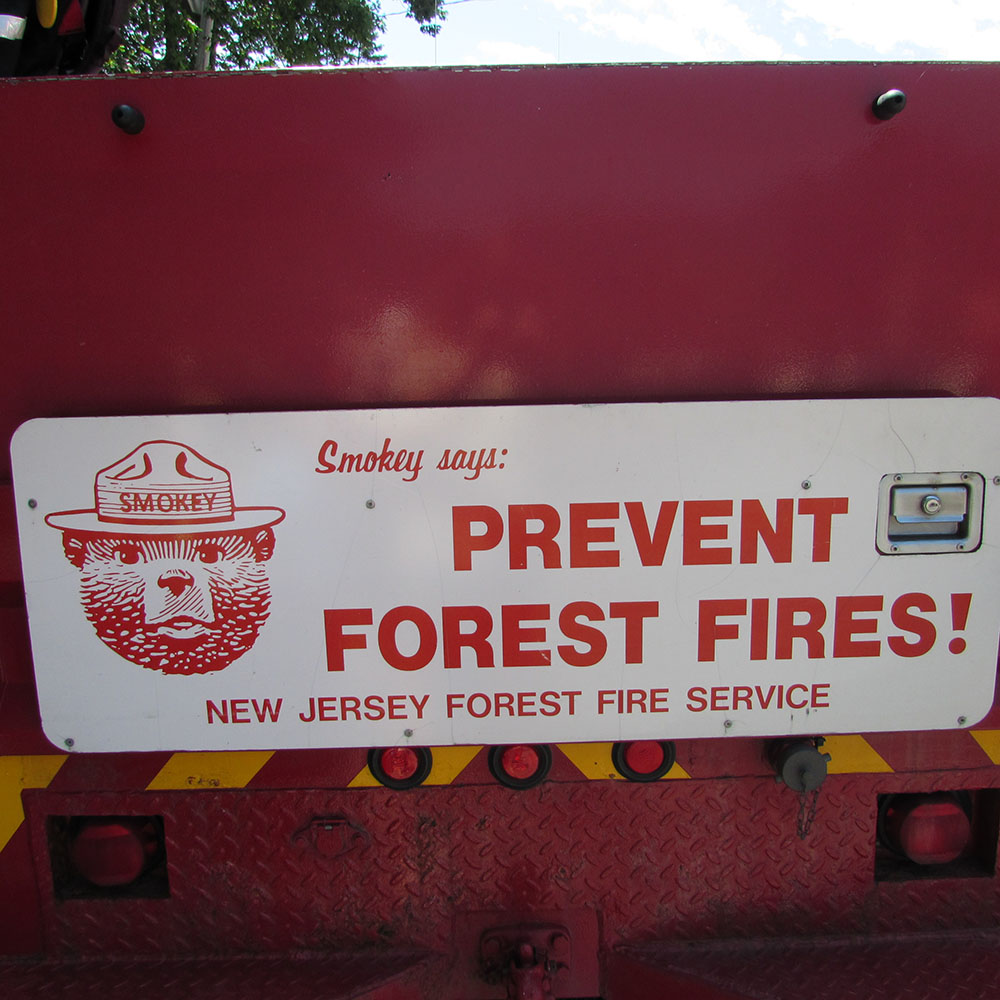 SMOKEY
Smokey says:
PREVENT
FOREST FIRES!
NEW JERSEY FOREST FIRE SERVICE